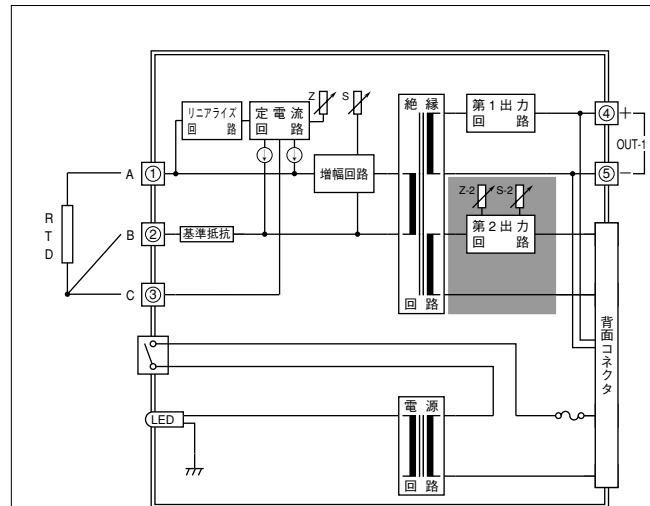 リニアライズ
回 路
定 電 流
回 路
Z
S
絶 縁
回 路
第1出力
回 路
④
＋
OUT-1
⑤
－
A
①
増幅回路
Z-2
S-2
第2出力
回 路
R
T
D
B
②
基準抵抗
C
③
背面コネクタ
LED
電 源
回 路